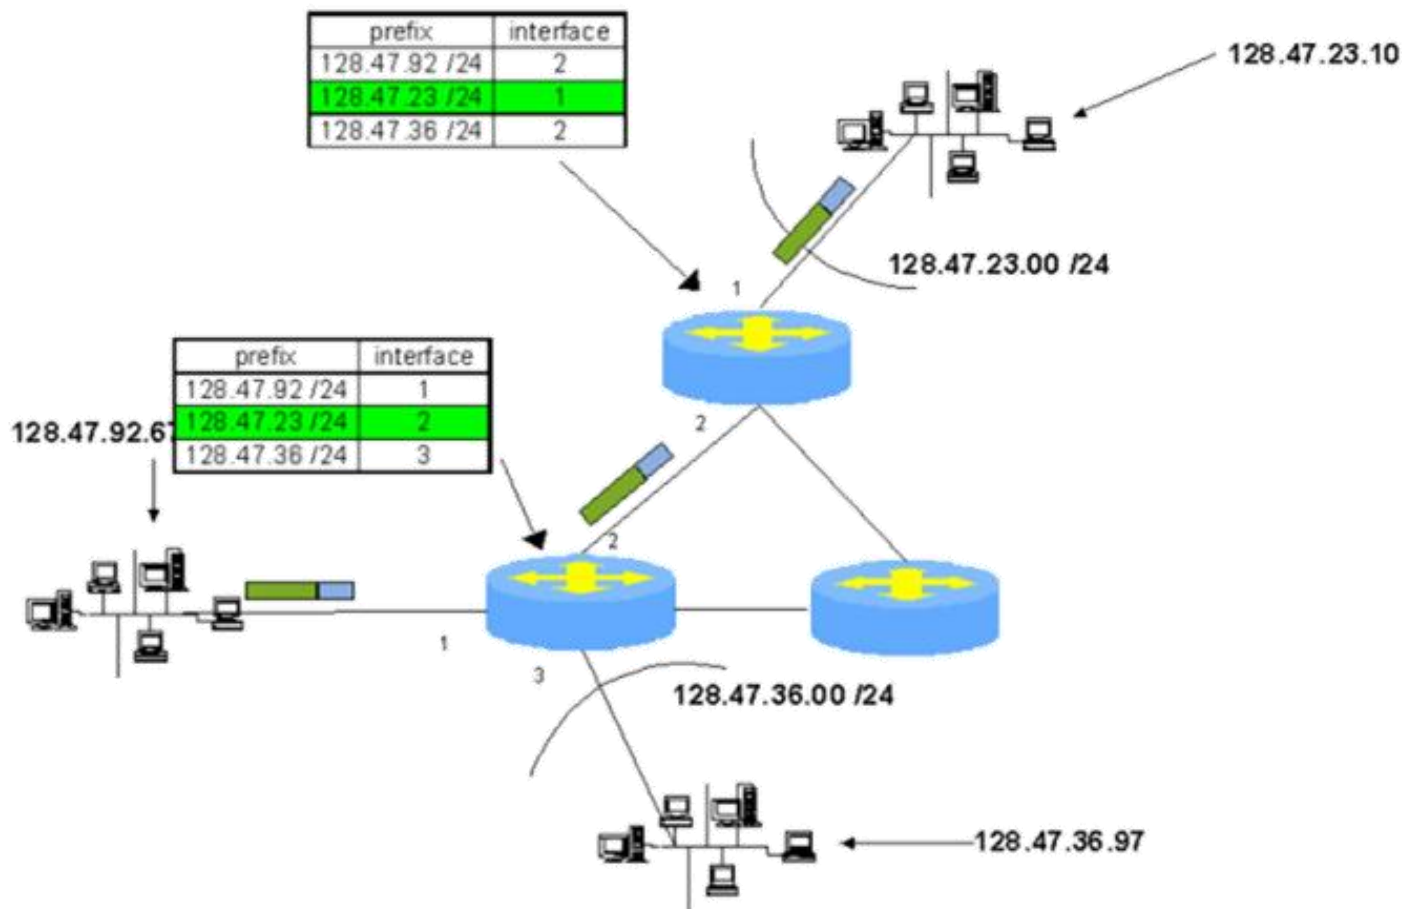 prefix interface
128.47.92 /24 2
128.47.23 /24 1
128.47.36 /24 2
128.47.23.10
128.47.23.00 /24
1
prefix interface
128.47.92 /24 1
128.47.23 /24 2
128.47.36 /24 3
128.47.92.67
2
2
1
3
128.47.36.00 /24
128.47.36.97